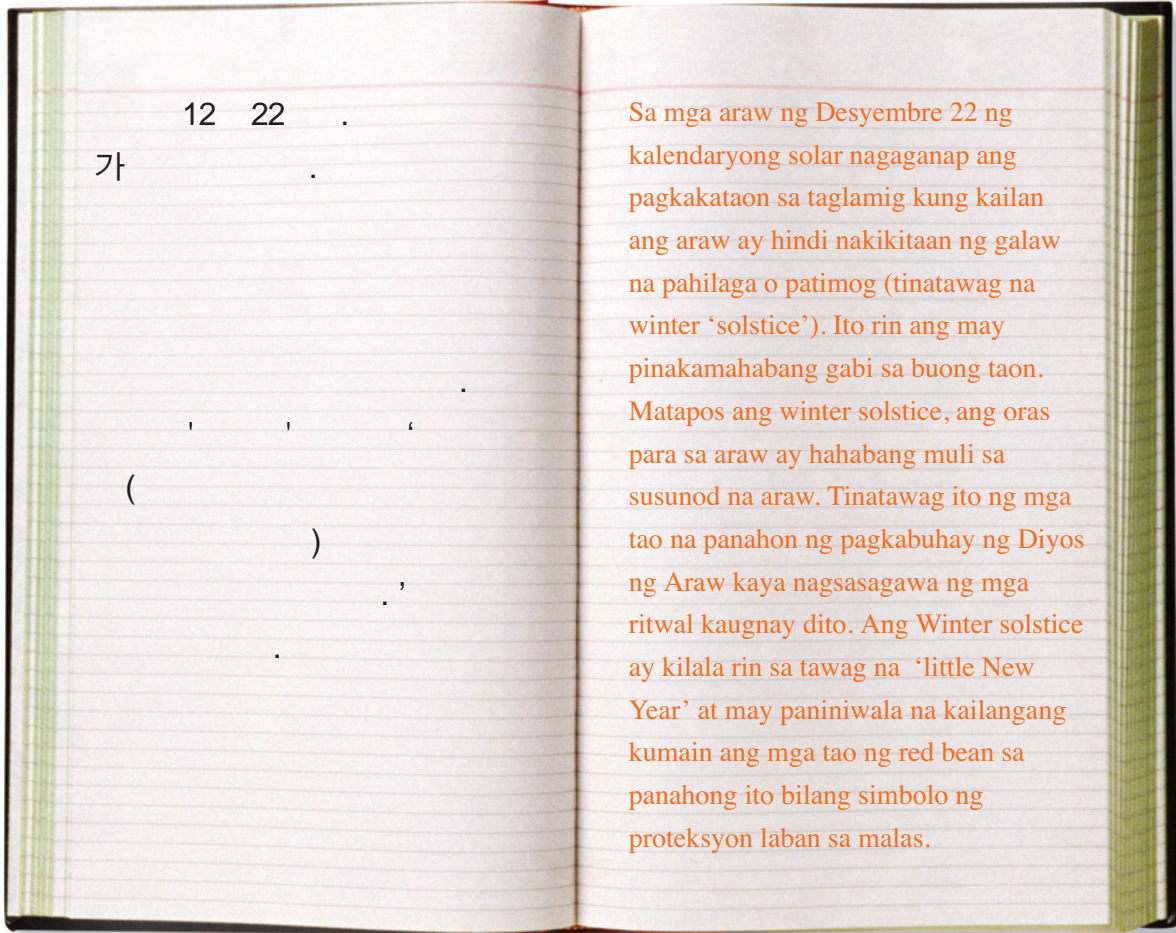 12 22 .
가 .
.
' ' ‘
(
)
. ’
.
Sa mga araw ng Desyembre 22 ng
kalendaryong solar nagaganap ang
pagkakataon sa taglamig kung kailan
ang araw ay hindi nakikitaan ng galaw
na pahilaga o patimog (tinatawag na
winter ‘solstice’). Ito rin ang may
pinakamahabang gabi sa buong taon.
Matapos ang winter solstice, ang oras
para sa araw ay hahabang muli sa
susunod na araw. Tinatawag ito ng mga
tao na panahon ng pagkabuhay ng Diyos
ng Araw kaya nagsasagawa ng mga
ritwal kaugnay dito. Ang Winter solstice
ay kilala rin sa tawag na ‘little New
Year’ at may paniniwala na kailangang
kumain ang mga tao ng red bean sa
panahong ito bilang simbolo ng
proteksyon laban sa malas.